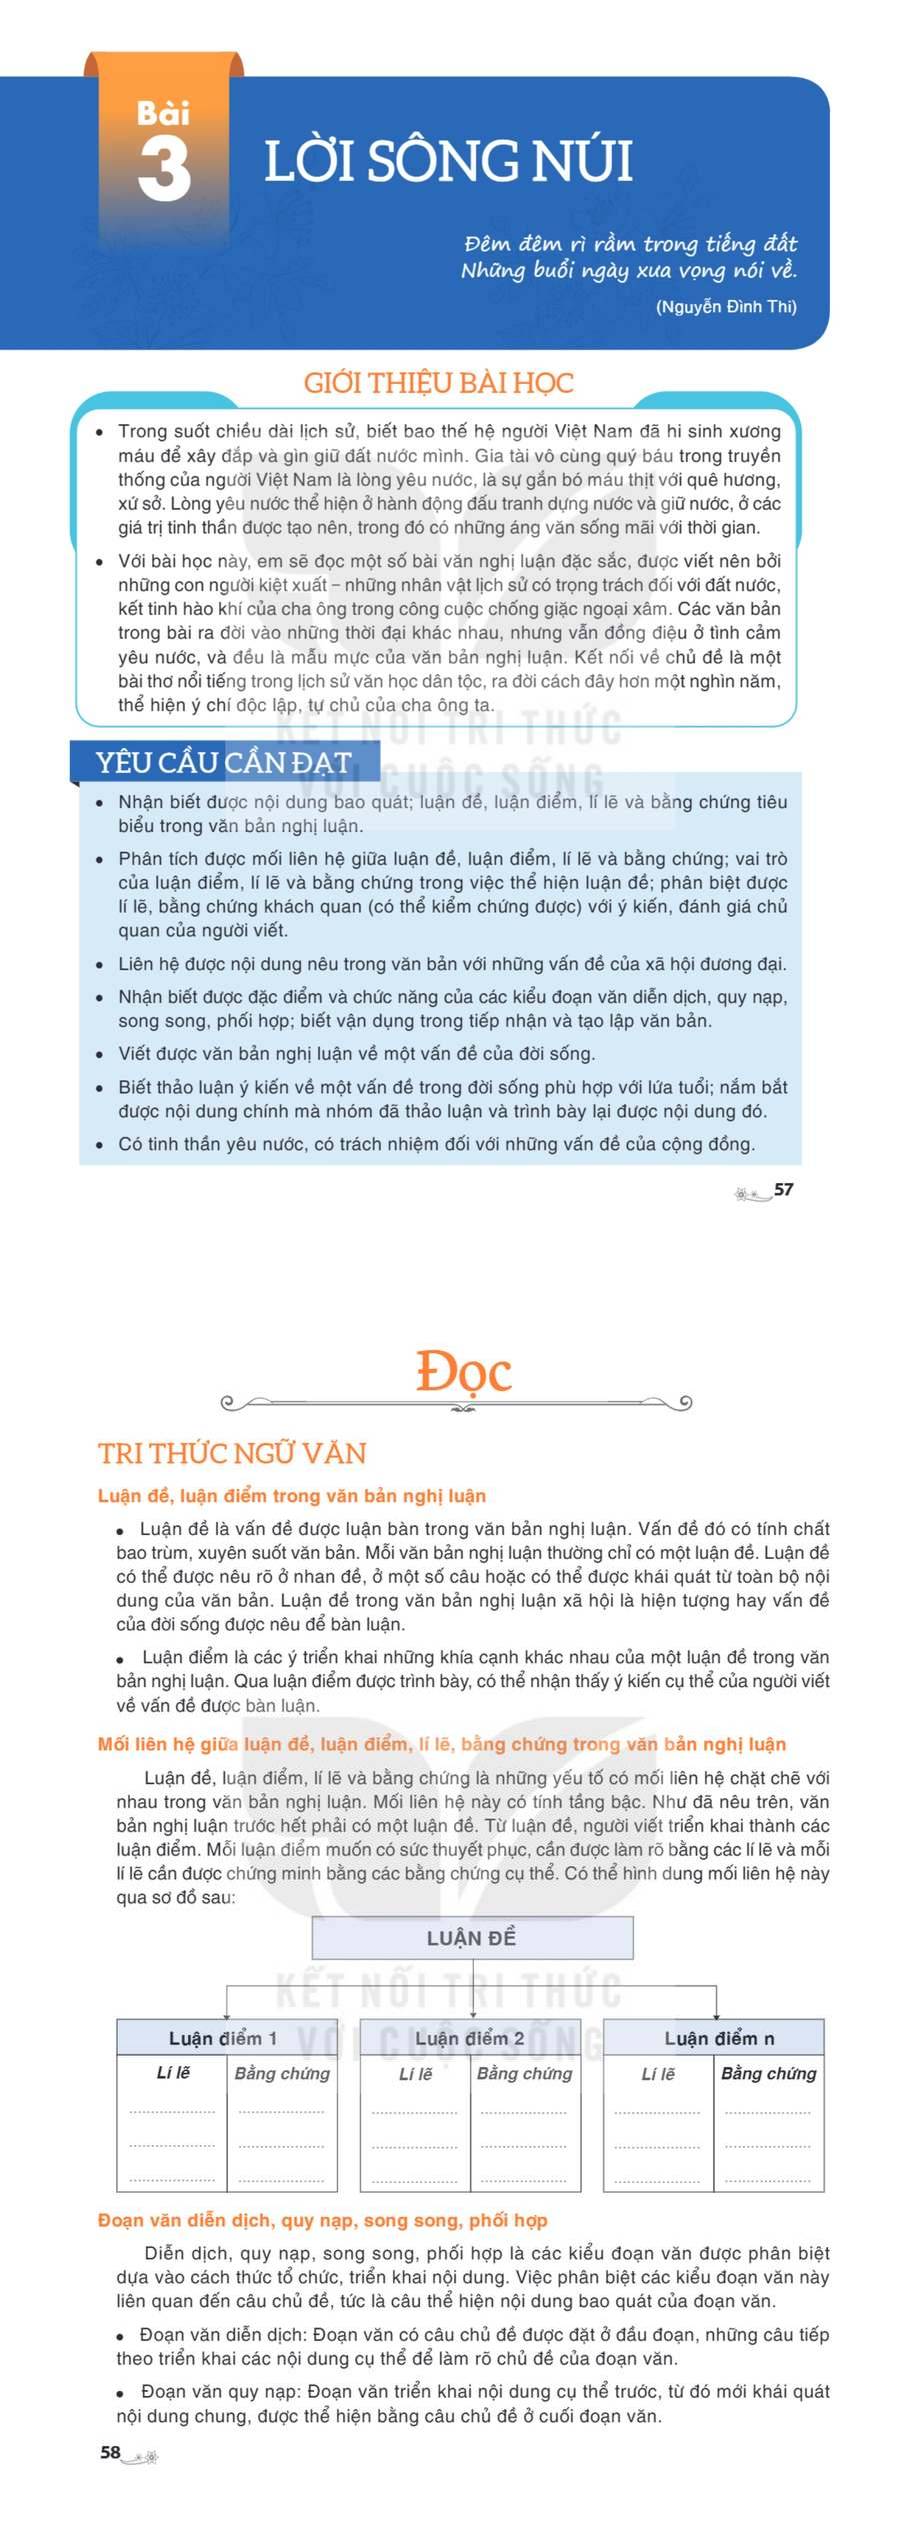 Bài
3
LỜI SÔNG NÚI
Đêm đêm rì rầm trong tiếng đất
Những buổi ngày xưa vọng nói về.
(Nguyễn Đình Thi)
GIỚI THIỆU BÀI HỌC
• Trong suốt chiều dài lịch sử, biết bao thế hệ người Việt Nam đã hi sinh xương
máu để xây đắp và gìn giữ đất nước mình. Gia tài vô cùng quý báu trong truyền
thống của người Việt Nam là lòng yêu nước, là sự gắn bó máu thịt với quê hương,
xứ sở. Lòng yêu nước thể hiện ở hành động đấu tranh dựng nước và giữ nước, ở các
giá trị tinh thần được tạo nên, trong đó có những áng văn sống mãi với thời gian.
• Với bài học này, em sẽ đọc một số bài văn nghị luận đặc sắc, được viết nên bởi
những con người kiệt xuất – những nhân vật lịch sử có trọng trách đối với đất nước,
kết tinh hào khí của cha ông trong công cuộc chống giặc ngoại xâm. Các văn bản
trong bài ra đời vào những thời đại khác nhau, nhưng vẫn đồng điệu ở tình cảm
yêu nước, và đều là mẫu mực của văn bản nghị luận. Kết nối về chủ đề là một
bài thơ nổi tiếng trong lịch sử văn học dân tộc, ra đời cách đây hơn một nghìn năm,
thể hiện ý chí độc lập, tự chủ của cha ông ta.
KẾT NỐI TRI THỨC
VỚI CUỘC SỐNG
YÊU CẦU CẦN ĐẠT
• Nhận biết được nội dung bao quát; luận đề, luận điểm, lí lẽ và bằng chứng tiêu
biểu trong văn bản nghị luận.
• Phân tích được mối liên hệ giữa luận đề, luận điểm, lí lẽ và bằng chứng; vai trò
của luận điểm, lí lẽ và bằng chứng trong việc thể hiện luận đề; phân biệt được
lí lẽ, bằng chứng khách quan (có thể kiểm chứng được) với ý kiến, đánh giá chủ
quan của người viết.
• Liên hệ được nội dung nêu trong văn bản với những vấn đề của xã hội đương đại.
• Nhận biết được đặc điểm và chức năng của các kiểu đoạn văn diễn dịch, quy nạp,
song song, phối hợp; biết vận dụng trong tiếp nhận và tạo lập văn bản.
• Viết được văn bản nghị luận về một vấn đề của đời sống.
• Biết thảo luận ý kiến về một vấn đề trong đời sống phù hợp với lứa tuổi; nắm bắt
được nội dung chính mà nhóm đã thảo luận và trình bày lại được nội dung đó.
• Có tinh thần yêu nước, có trách nhiệm đối với những vấn đề của cộng đồng.
57
Đọc
TRI THỨC NGỮ VĂN
Luận đề, luận điểm trong văn bản nghị luận
• Luận đề là vấn đề được luận bàn trong văn bản nghị luận. Vấn đề đó có tính chất
bao trùm, xuyên suốt văn bản. Mỗi văn bản nghị luận thường chỉ có một luận đề. Luận đề
có thể được nêu rõ ở nhan đề, ở một số câu hoặc có thể được khái quát từ toàn bộ nội
dung của văn bản. Luận đề trong văn bản nghị luận xã hội là hiện tượng hay vấn đề
của đời sống được nêu để bàn luận.
• Luận điểm là các ý triển khai những khía cạnh khác nhau của một luận đề trong văn
bản nghị luận. Qua luận điểm được trình bày, có thể nhận thấy ý kiến cụ thể của người viết
về vấn đề được bàn luận.
Mối liên hệ giữa luận đề, luận điểm, lí lẽ, bằng chứng trong văn bản nghị luận
Luận đề, luận điểm, lí lẽ và bằng chứng là những yếu tố có mối liên hệ chặt chẽ với
nhau trong văn bản nghị luận. Mối liên hệ này có tính tầng bậc. Như đã nêu trên, văn
bản nghị luận trước hết phải có một luận đề. Từ luận đề, người viết triển khai thành các
luận điểm. Mỗi luận điểm muốn có sức thuyết phục, cần được làm rõ bằng các lí lẽ và mỗi
lí lẽ cần được chứng minh bằng các bằng chứng cụ thể. Có thể hình dung mối liên hệ này
qua sơ đồ sau:
LUẬN ĐỀ
KẾT NỐI TRI THỨC
VỚI CUỘC SỐNG
Luận điểm 1 Luận điểm 2 Luận điểm n
Lí lẽ Bằng chứng Lí lẽ Bằng chứng Lí lẽ Bằng chứng
Đoạn văn diễn dịch, quy nạp, song song, phối hợp
Diễn dịch, quy nạp, song song, phối hợp là các kiểu đoạn văn được phân biệt
dựa vào cách thức tổ chức, triển khai nội dung. Việc phân biệt các kiểu đoạn văn này
liên quan đến câu chủ đề, tức là câu thể hiện nội dung bao quát của đoạn văn.
• Đoạn văn diễn dịch: Đoạn văn có câu chủ đề được đặt ở đầu đoạn, những câu tiếp
theo triển khai các nội dung cụ thể để làm rõ chủ đề của đoạn văn.
• Đoạn văn quy nạp: Đoạn văn triển khai nội dung cụ thể trước, từ đó mới khái quát
nội dung chung, được thể hiện bằng câu chủ đề ở cuối đoạn văn.
58